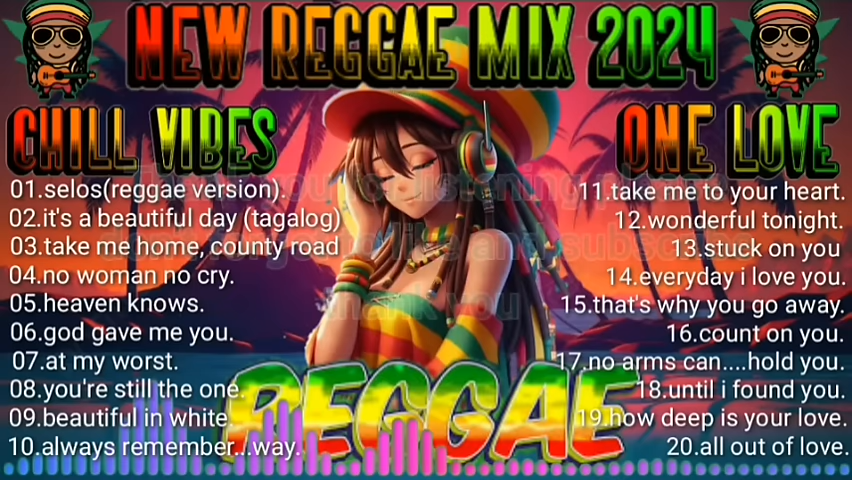 NEW REGGAE MIX 2024
CHILL VIBES
ONE LOVE
01.selos(reggae version).
02.it's a beautiful day (tagalog)
03.take me home, county road
04.no woman no cry.
05.heaven knows.
06.god gave me you.
07.at my worst.
08.you're still the one.
09.beautiful in white.
10.always remember...way.
11.take me to your heart.
12.wonderful tonight.
13.stuck on you
14.everyday i love you.
15.that's why you go away.
16.count on you.
17.no arms can....hold you.
18.until i found you.
19.how deep is your love.
20.all out of love.
listening
and subscribe
thank you
REGGAE